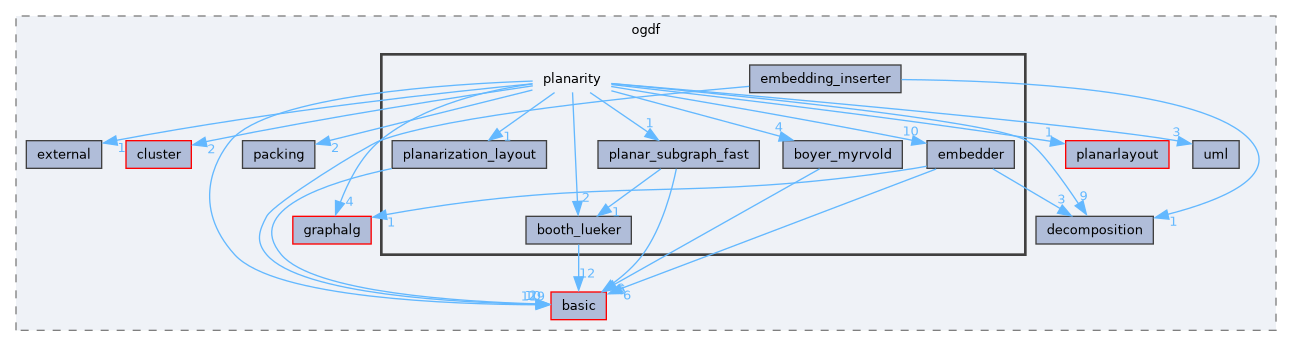 ogdf
planarity
embedding_inserter
1
4
10
1
3
1
external
1
cluster
2
packing
2
planarization_layout
planar_subgraph_fast
boyer_myrvold
embedder
planarlayout
uml
4
2
3
9
graphalg
1
booth_lueker
1
decomposition
1
12
basic
6